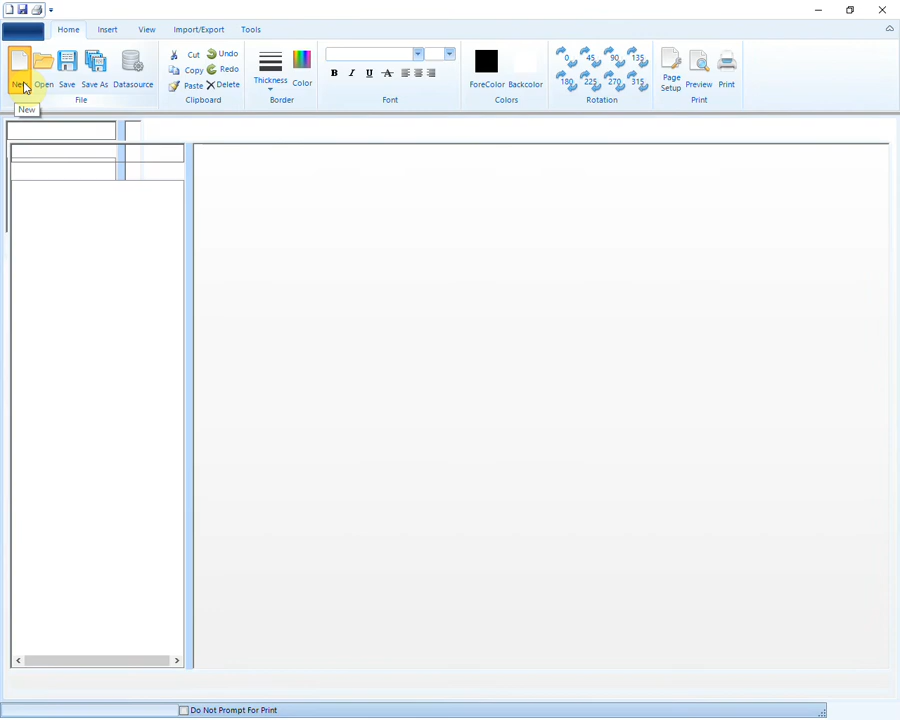 Home Insert View Import/Export Tools
New Open Save Save As Datasource
File
Cut Undo
Copy Redo
Paste Delete
Clipboard
Thickness Color
Border
B I U A
Font
ForeColor Backcolor
Colors
0 45 90 135
180 225 270 315
Rotation
Page Setup Preview Print
Print
New
Do Not Prompt For Print